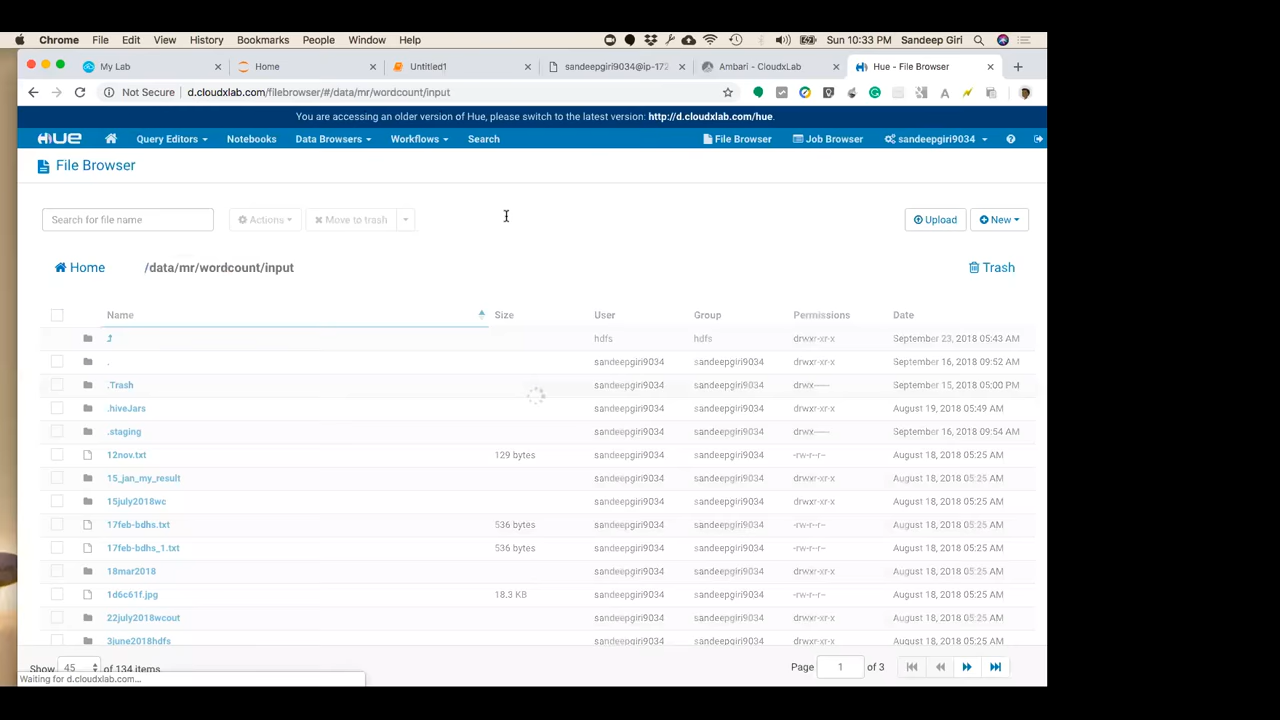 Chrome File Edit View History Bookmarks People Window Help Sun 10:33 PM Sandeep Giri
My Lab Home Untitled1 sandeepgiri9034@ip-172 Ambari - CloudxLab Hue - File Browser
Not Secure d.cloudxlab.com/filebrowser/#/data/mr/wordcount/input
You are accessing an older version of Hue, please switch to the latest version: http://d.cloudxlab.com/hue.
HUE Query Editors Notebooks Data Browsers Workflows Search File Browser Job Browser sandeepgiri9034
File Browser
Search for file name Actions Move to trash Upload New
Home /data/mr/wordcount/input Trash
Name Size User Group Permissions Date
hdfs hdfs drwxr-xr-x September 23, 2018 05:43 AM
. sandeepgiri9034 sandeepgiri9034 drwxr-xr-x September 16, 2018 09:52 AM
.Trash sandeepgiri9034 sandeepgiri9034 drwx------ September 15, 2018 05:00 PM
.hiveJars sandeepgiri9034 sandeepgiri9034 drwxr-xr-x August 19, 2018 05:49 AM
.staging sandeepgiri9034 sandeepgiri9034 drwx------ September 16, 2018 09:54 AM
12nov.txt 129 bytes sandeepgiri9034 sandeepgiri9034 -rw-r--r-- August 18, 2018 05:25 AM
15_jan_my_result sandeepgiri9034 sandeepgiri9034 drwxr-xr-x August 18, 2018 05:25 AM
15july2018wc sandeepgiri9034 sandeepgiri9034 drwxr-xr-x August 18, 2018 05:25 AM
17feb-bdhs.txt 536 bytes sandeepgiri9034 sandeepgiri9034 -rw-r--r-- August 18, 2018 05:25 AM
17feb-bdhs_1.txt 536 bytes sandeepgiri9034 sandeepgiri9034 -rw-r--r-- August 18, 2018 05:25 AM
18mar2018 sandeepgiri9034 sandeepgiri9034 drwxr-xr-x August 18, 2018 05:25 AM
1d6c61f.jpg 18.3 KB sandeepgiri9034 sandeepgiri9034 -rw-r--r-- August 18, 2018 05:25 AM
22july2018wcout sandeepgiri9034 sandeepgiri9034 drwxr-xr-x August 18, 2018 05:25 AM
3june2018hdfs sandeepgiri9034 sandeepgiri9034 drwxr-xr-x August 18, 2018 05:25 AM
Show 45 of 134 items Page 1 of 3
Waiting for d.cloudxlab.com...